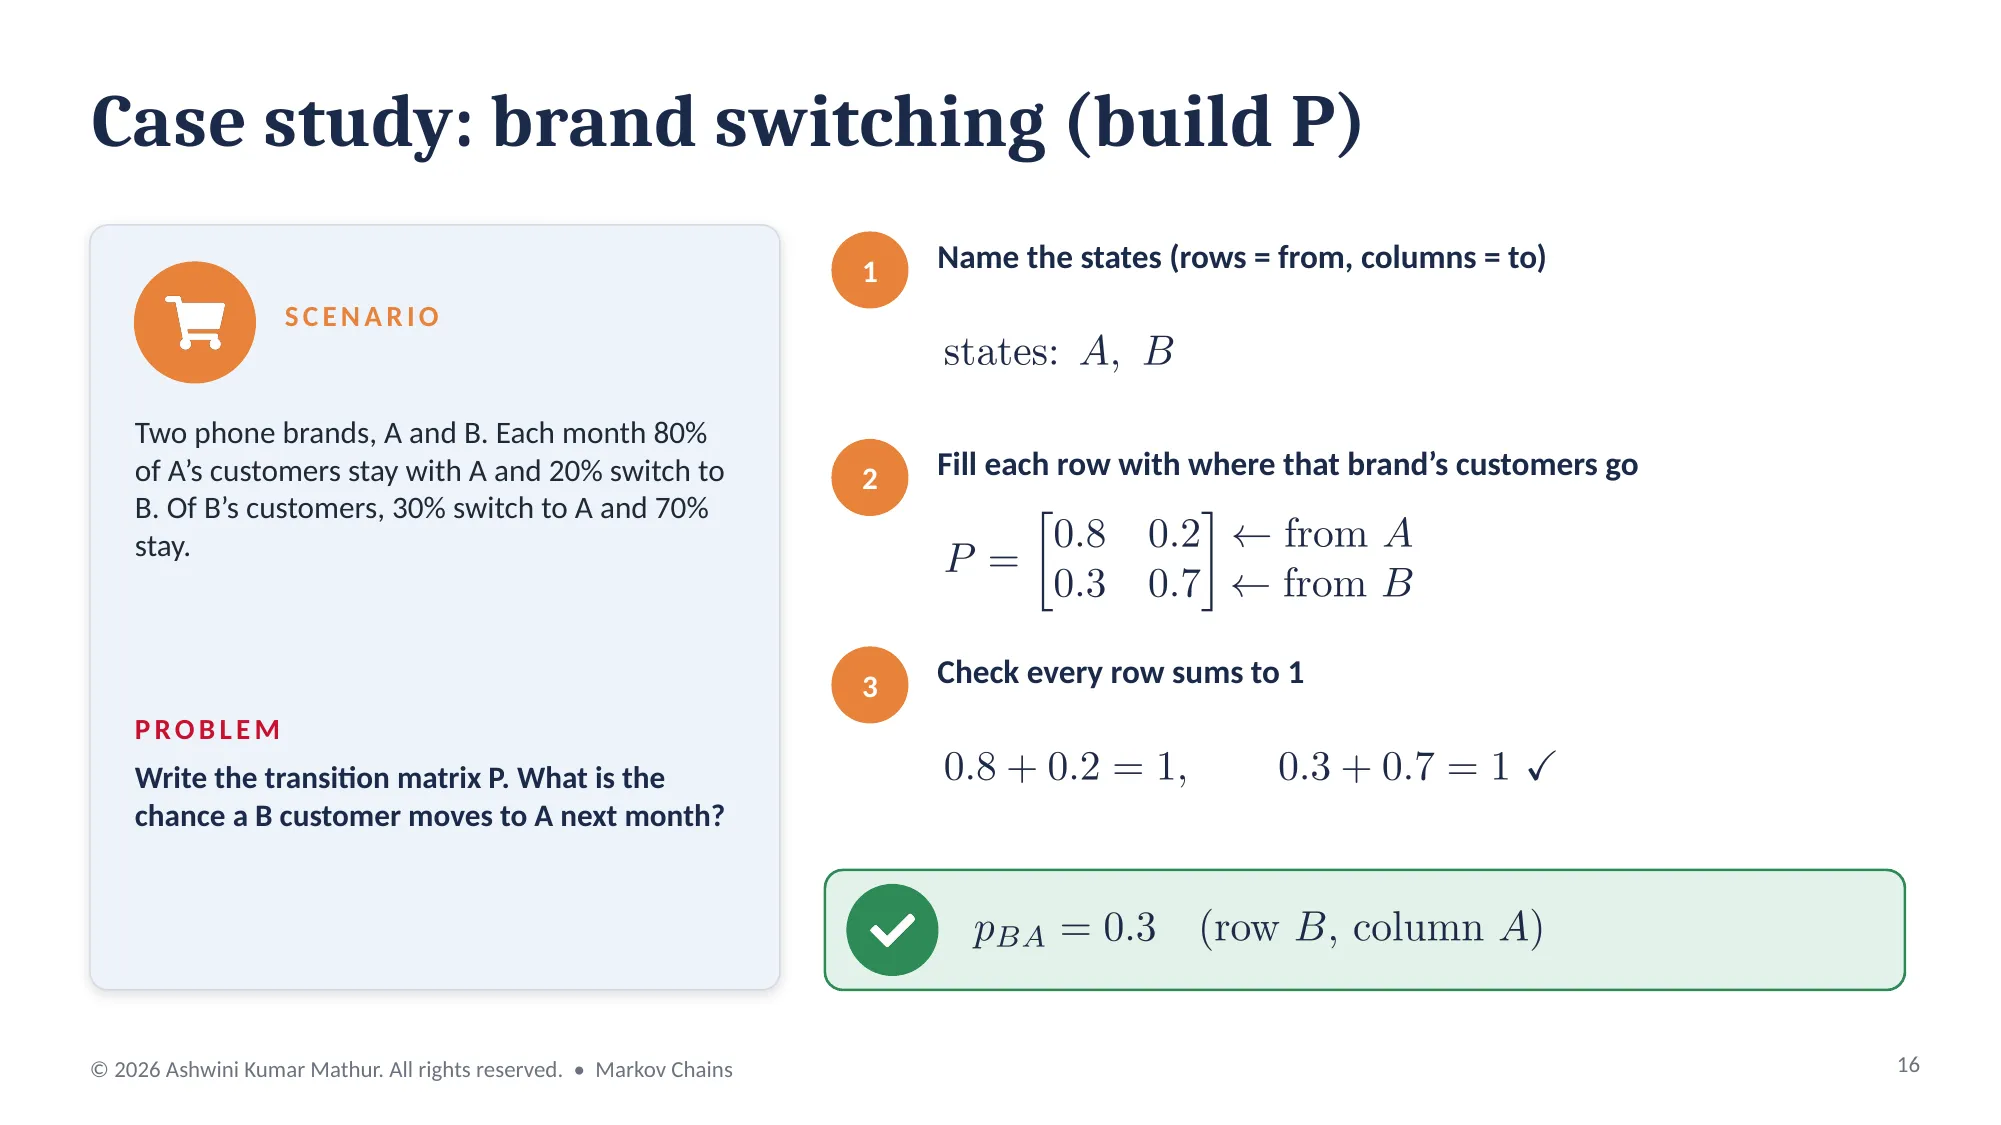 Case study: brand switching (build P)
SCENARIO
Two phone brands, A and B. Each month 80%
of A’s customers stay with A and 20% switch to
B. Of B’s customers, 30% switch to A and 70%
stay.
PROBLEM
Write the transition matrix P. What is the
chance a B customer moves to A next month?
1
Name the states (rows = from, columns = to)
states: A, B
2
Fill each row with where that brand’s customers go
P = [0.8 0.2] ← from A
[0.3 0.7] ← from B
3
Check every row sums to 1
0.8 + 0.2 = 1, 0.3 + 0.7 = 1 ✓
p_{BA} = 0.3 (row B, column A)
© 2026 Ashwini Kumar Mathur. All rights reserved. • Markov Chains
16